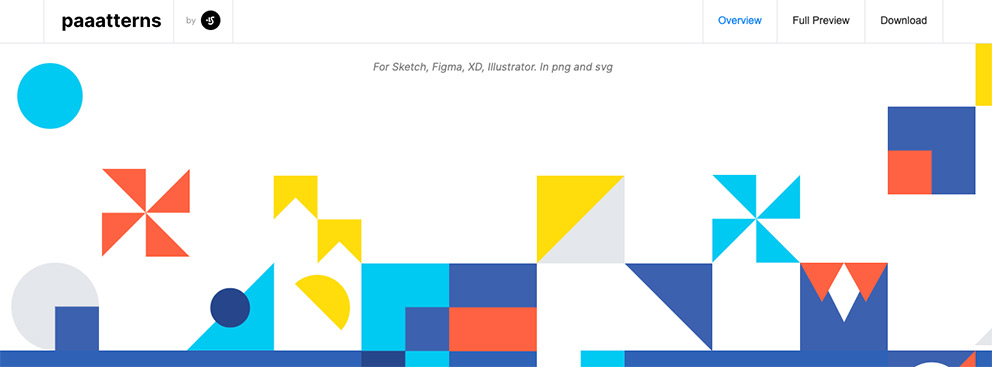 paaatterns
by
Overview
Full Preview
Download
For Sketch, Figma, XD, Illustrator. In png and svg